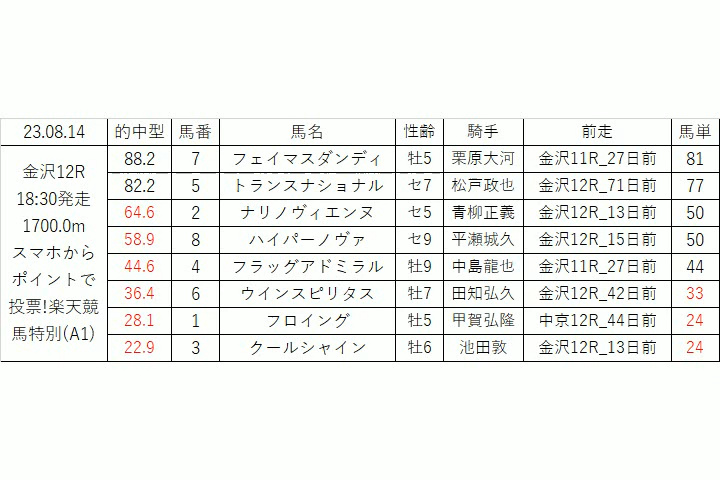 23.08.14 的中型 馬番 馬名 性齢 騎手 前走 馬単
金沢12R
18:30発走
1700.0m
スマホから
ポイントで
投票!楽天競
馬特別(A1)
88.2 7 フェイマスダンディ 牡5 栗原大河 金沢11R_27日前 81
82.2 5 トランスナショナル セ7 松戸政也 金沢12R_71日前 77
64.6 2 ナリノヴィエンヌ セ5 青柳正義 金沢12R_13日前 50
58.9 8 ハイパーノヴァ セ9 平瀬城久 金沢12R_15日前 50
44.6 4 フラッグアドミラル 牡9 中島龍也 金沢11R_27日前 44
36.4 6 ウインスピリタス 牡7 田知弘久 金沢12R_42日前 33
28.1 1 フロイング 牡5 甲賀弘隆 中京12R_44日前 24
22.9 3 クールシャイン 牡6 池田敦 金沢12R_13日前 24